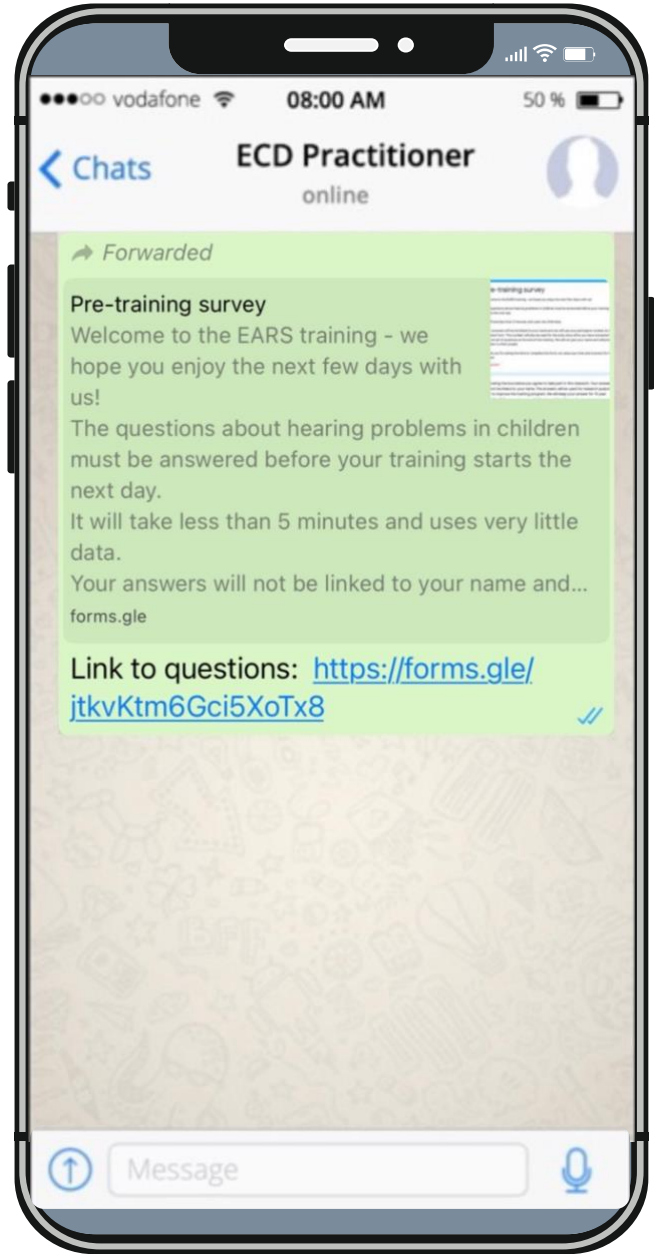 vodafone 08:00 AM 50 %
Chats
ECD Practitioner
online
Forwarded
Pre-training survey
Welcome to the EARS training - we
hope you enjoy the next few days with
us!
The questions about hearing problems in children
must be answered before your training starts the
next day.
It will take less than 5 minutes and uses very little
data.
Your answers will not be linked to your name and...
forms.gle
Link to questions: https://forms.gle/
jtkvKtm6Gci5XoTx8
Message